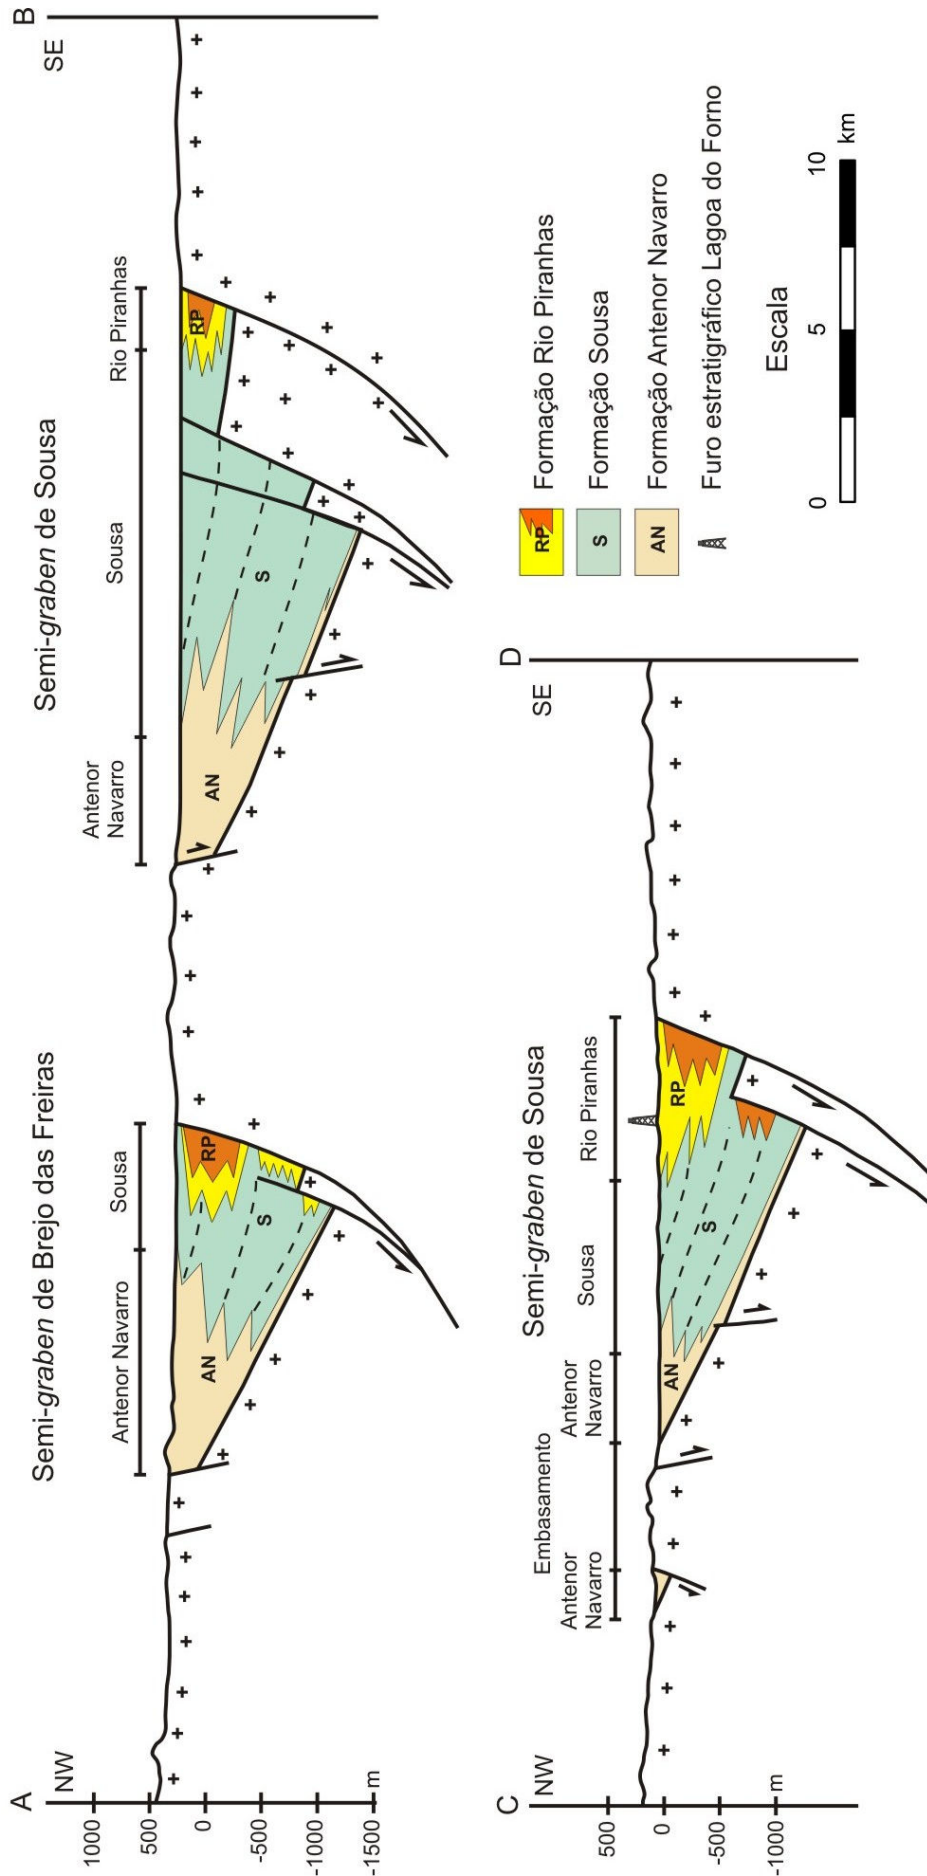 A
B
NW
SE
Semi-graben de Brejo das Freiras
Semi-graben de Sousa
Antenor Navarro
Sousa
Antenor
Navarro
Sousa
Rio Piranhas
1000
500
0
-500
-1000
-1500
m
AN
S
RP
AN
S
RP
C
D
NW
SE
Semi-graben de Sousa
Antenor
Navarro
Embasamento
Antenor
Navarro
Sousa
Rio Piranhas
500
0
-500
-1000
m
AN
S
RP
RP
Formação Rio Piranhas
S
Formação Sousa
AN
Formação Antenor Navarro
Furo estratigráfico Lagoa do Forno
Escala
0
5
10
km